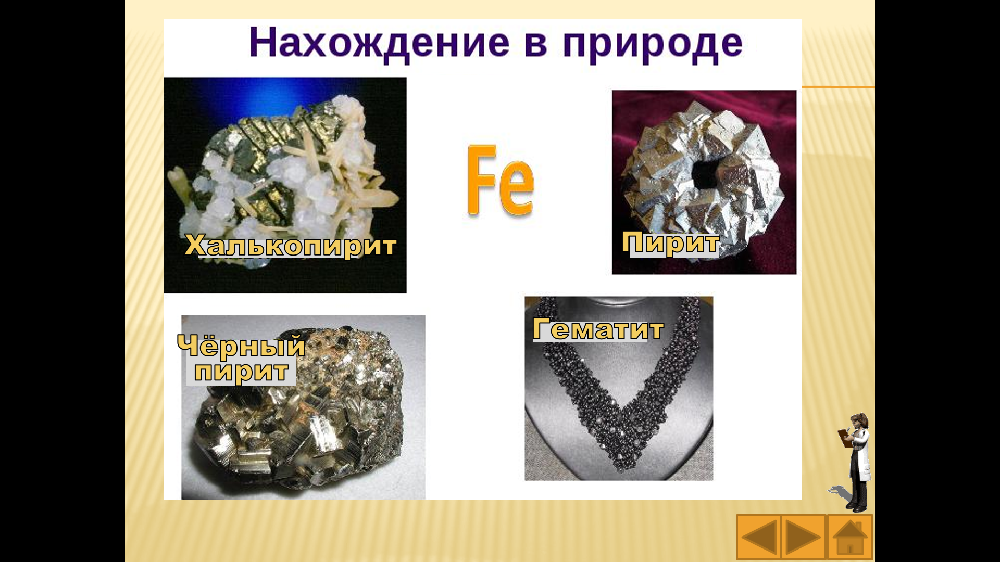 Нахождение в природе
Fe
Халькопирит
Пирит
Чёрный
пирит
Гематит